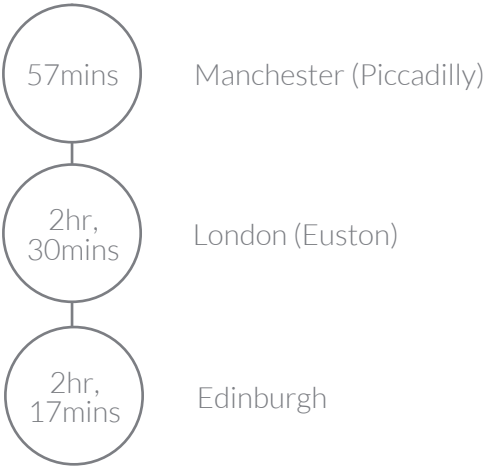 57mins
Manchester (Piccadilly)
2hr,
30mins
London (Euston)
2hr,
17mins
Edinburgh